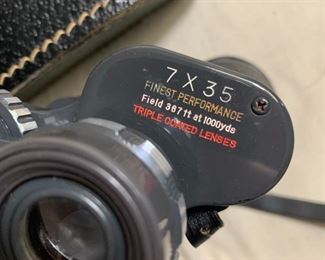 7 X 35
FINEST PERFORMANCE
Field 367 ft at 1000yds
TRIPLE COATED LENSES